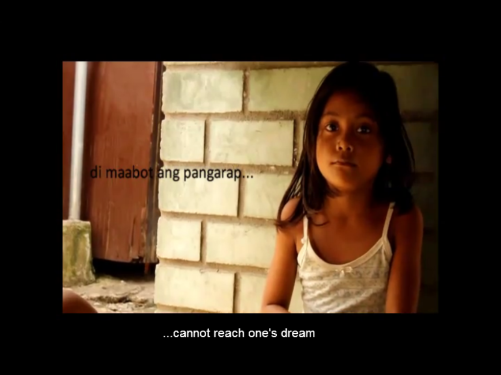 di maabot ang pangarap...
...cannot reach one's dream